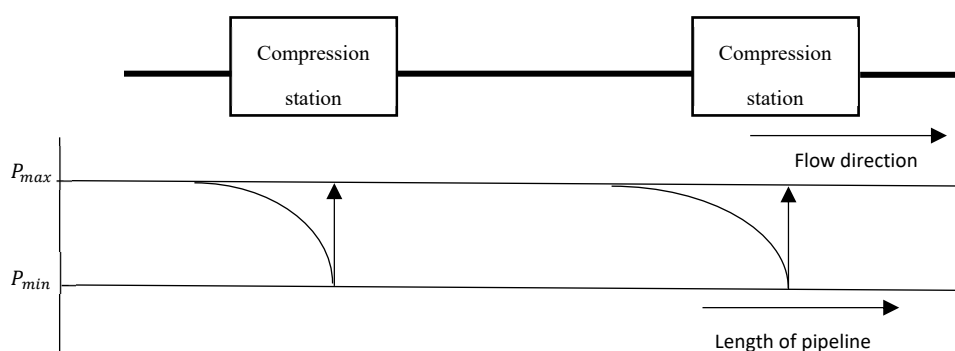 Compression
station
Compression
station
Flow direction
P_max
P_min
Length of pipeline